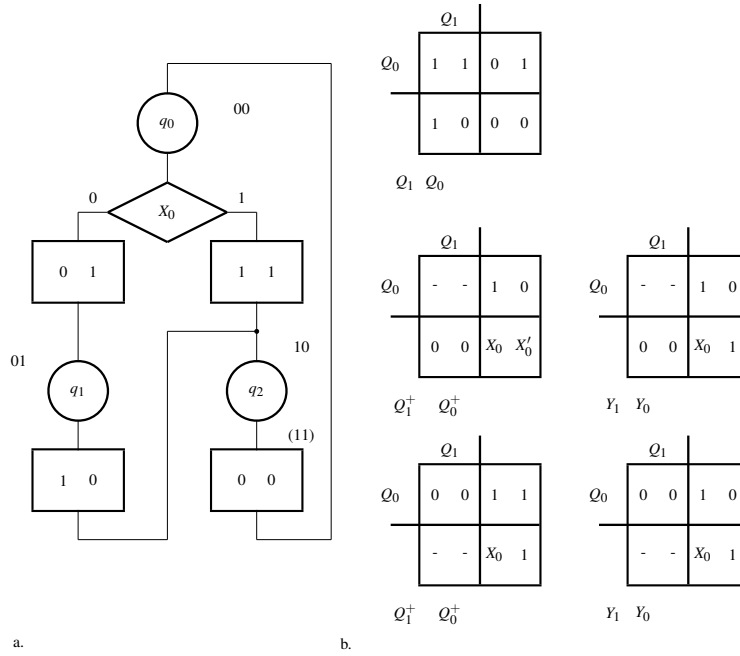 Q1
Q0 1 1 0 1
1 0 0 0
Q1 Q0
00
q0
0 1
X0
0 1 1 1
01 10
q1 q2
(11)
1 0 0 0
Q1
Q0 - - 1 0
0 0 X0 X0′
Q1+ Q0+
Q1
Q0 - - 1 0
0 0 X0 1
Y1 Y0
Q1
Q0 0 0 1 1
- - X0 1
Q1+ Q0+
Q1
Q0 0 0 1 0
- - X0 1
Y1 Y0
a. b.